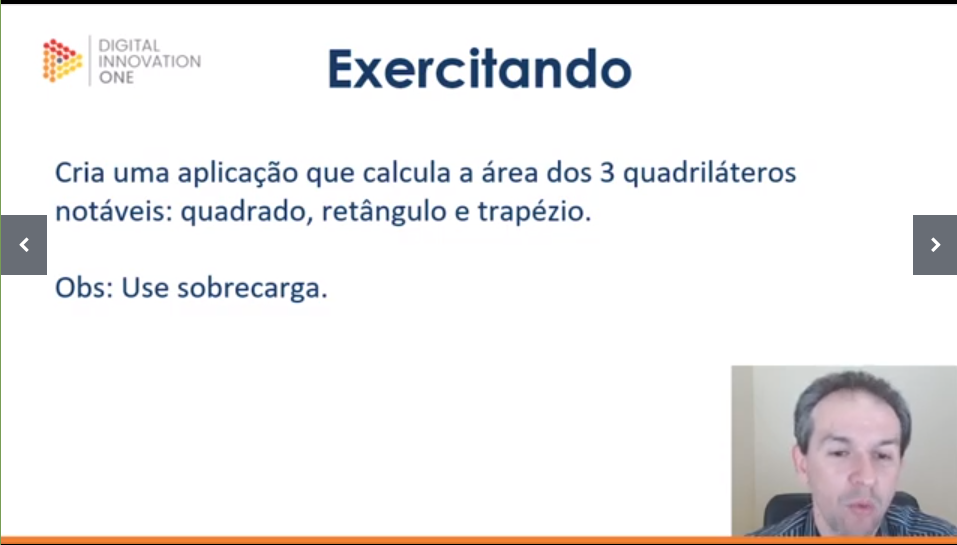 DIGITAL
INNOVATION
ONE
Exercitando
Cria uma aplicação que calcula a área dos 3 quadriláteros
notáveis: quadrado, retângulo e trapézio.
Obs: Use sobrecarga.